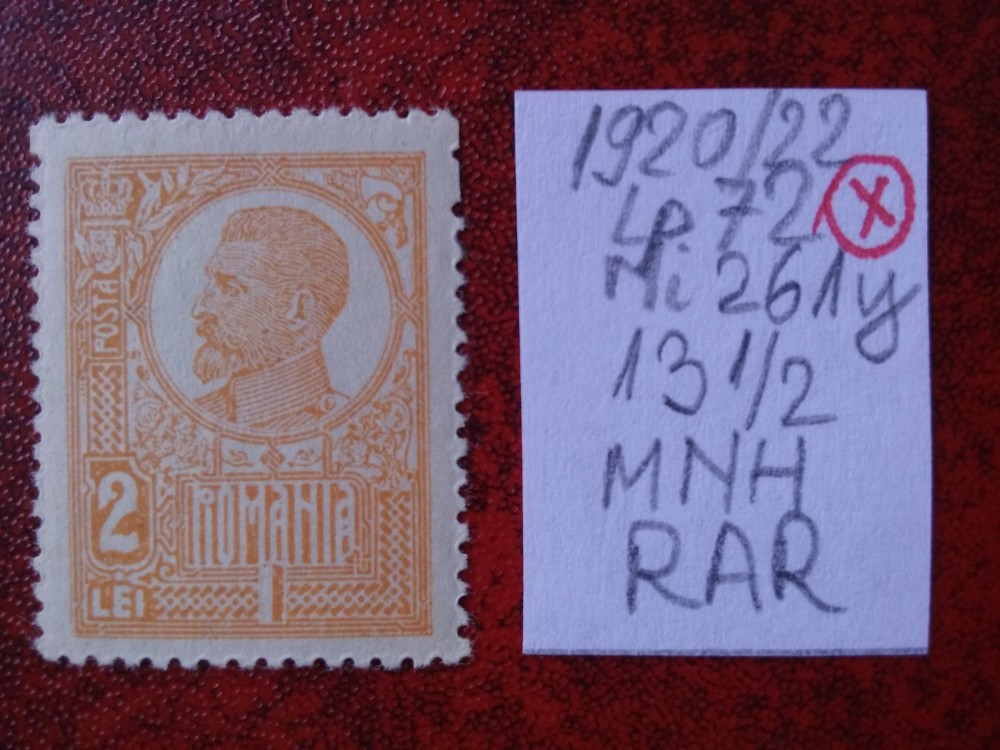 POSTA
2
ROMANIA
LEI
1920/22
Lp. 72 X
Mi 261y
13 1/2
MNH
RAR